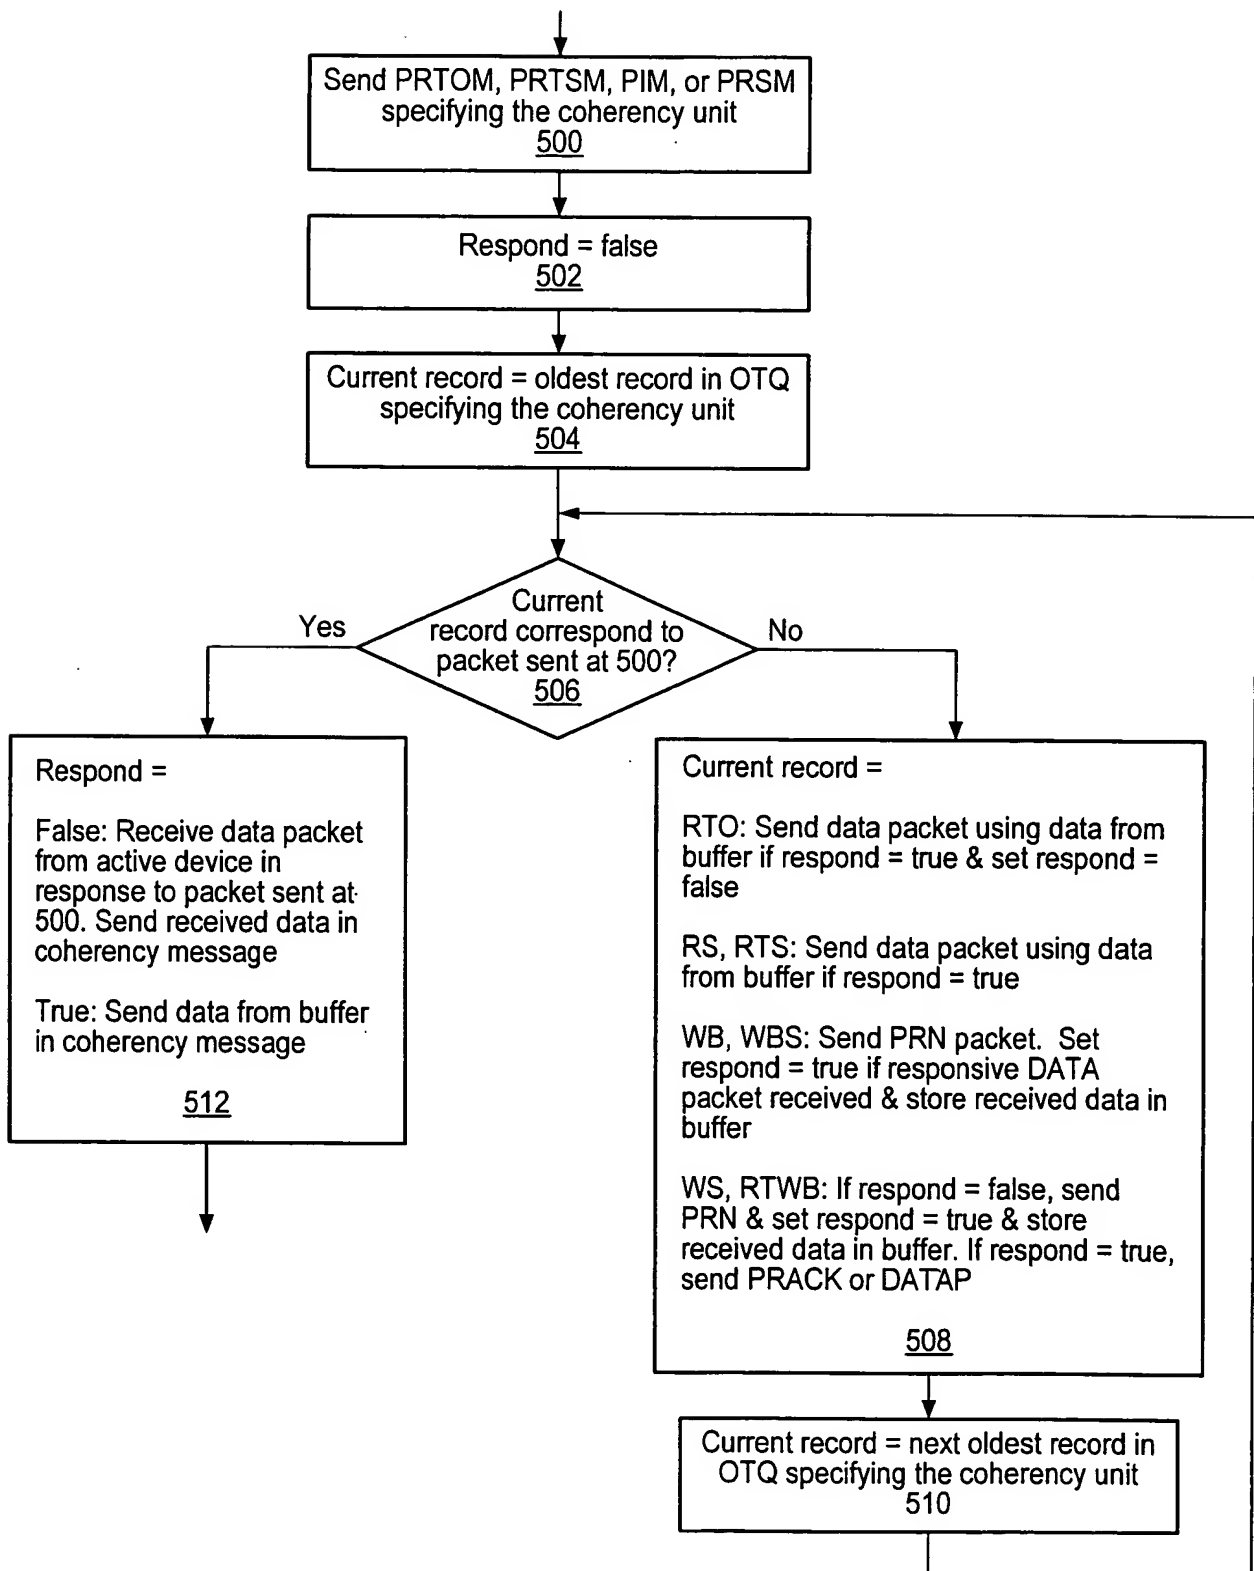 Send PRTOM, PRTSM, PIM, or PRSM
specifying the coherency unit
500
Respond = false
502
Current record = oldest record in OTQ
specifying the coherency unit
504
Current
record correspond to
packet sent at 500?
506
Yes
No
Respond =
False: Receive data packet
from active device in
response to packet sent at
500. Send received data in
coherency message
True: Send data from buffer
in coherency message
512
Current record =
RTO: Send data packet using data from
buffer if respond = true & set respond =
false
RS, RTS: Send data packet using data
from buffer if respond = true
WB, WBS: Send PRN packet. Set
respond = true if responsive DATA
packet received & store received data in
buffer
WS, RTWB: If respond = false, send
PRN & set respond = true & store
received data in buffer. If respond = true,
send PRACK or DATAP
508
Current record = next oldest record in
OTQ specifying the coherency unit
510